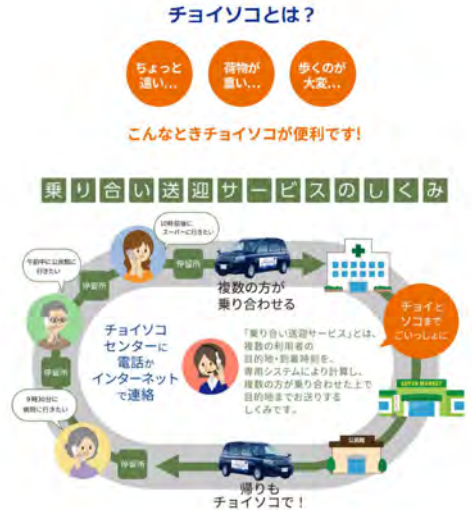 チョイソコとは？
ちょっと
遠い...
荷物が
重い...
歩くのが
大変...
こんなときチョイソコが便利です!
乗り合い送迎サービスのしくみ
10時前後に
スーパーに行きたい
午前中に公民館に
行きたい
9時30分に
病院に行きたい
停留所
停留所
停留所
停留所
複数の方が
乗り合わせる
チョイソコ
センターに
電話か
インターネット
で連絡
「乗り合い送迎サービス」とは、
複数の利用者の
目的地・到着時刻を、
専用システムにより計算し、
複数の方が乗り合わせた上で
目的地までお送りする
しくみです。
チョイと
ソコまで
ごいっしょに
SUPER MARKET
公民館
停留所
帰りも
チョイソコで！